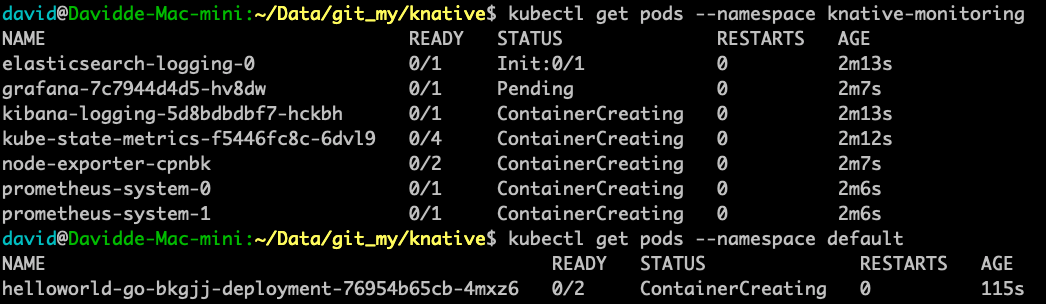 david@Davidde-Mac-mini:~/Data/git_my/knative$ kubectl get pods --namespace knative-monitoring
NAME READY STATUS RESTARTS AGE
elasticsearch-logging-0 0/1 Init:0/1 0 2m13s
grafana-7c7944d4d5-hv8dw 0/1 Pending 0 2m7s
kibana-logging-5d8bdbdbf7-hckbh 0/1 ContainerCreating 0 2m13s
kube-state-metrics-f5446fc8c-6dvl9 0/4 ContainerCreating 0 2m12s
node-exporter-cpnbk 0/2 ContainerCreating 0 2m7s
prometheus-system-0 0/1 ContainerCreating 0 2m6s
prometheus-system-1 0/1 ContainerCreating 0 2m6s
david@Davidde-Mac-mini:~/Data/git_my/knative$ kubectl get pods --namespace default
NAME READY STATUS RESTARTS AGE
helloworld-go-bkgjj-deployment-76954b65cb-4mxz6 0/2 ContainerCreating 0 115s